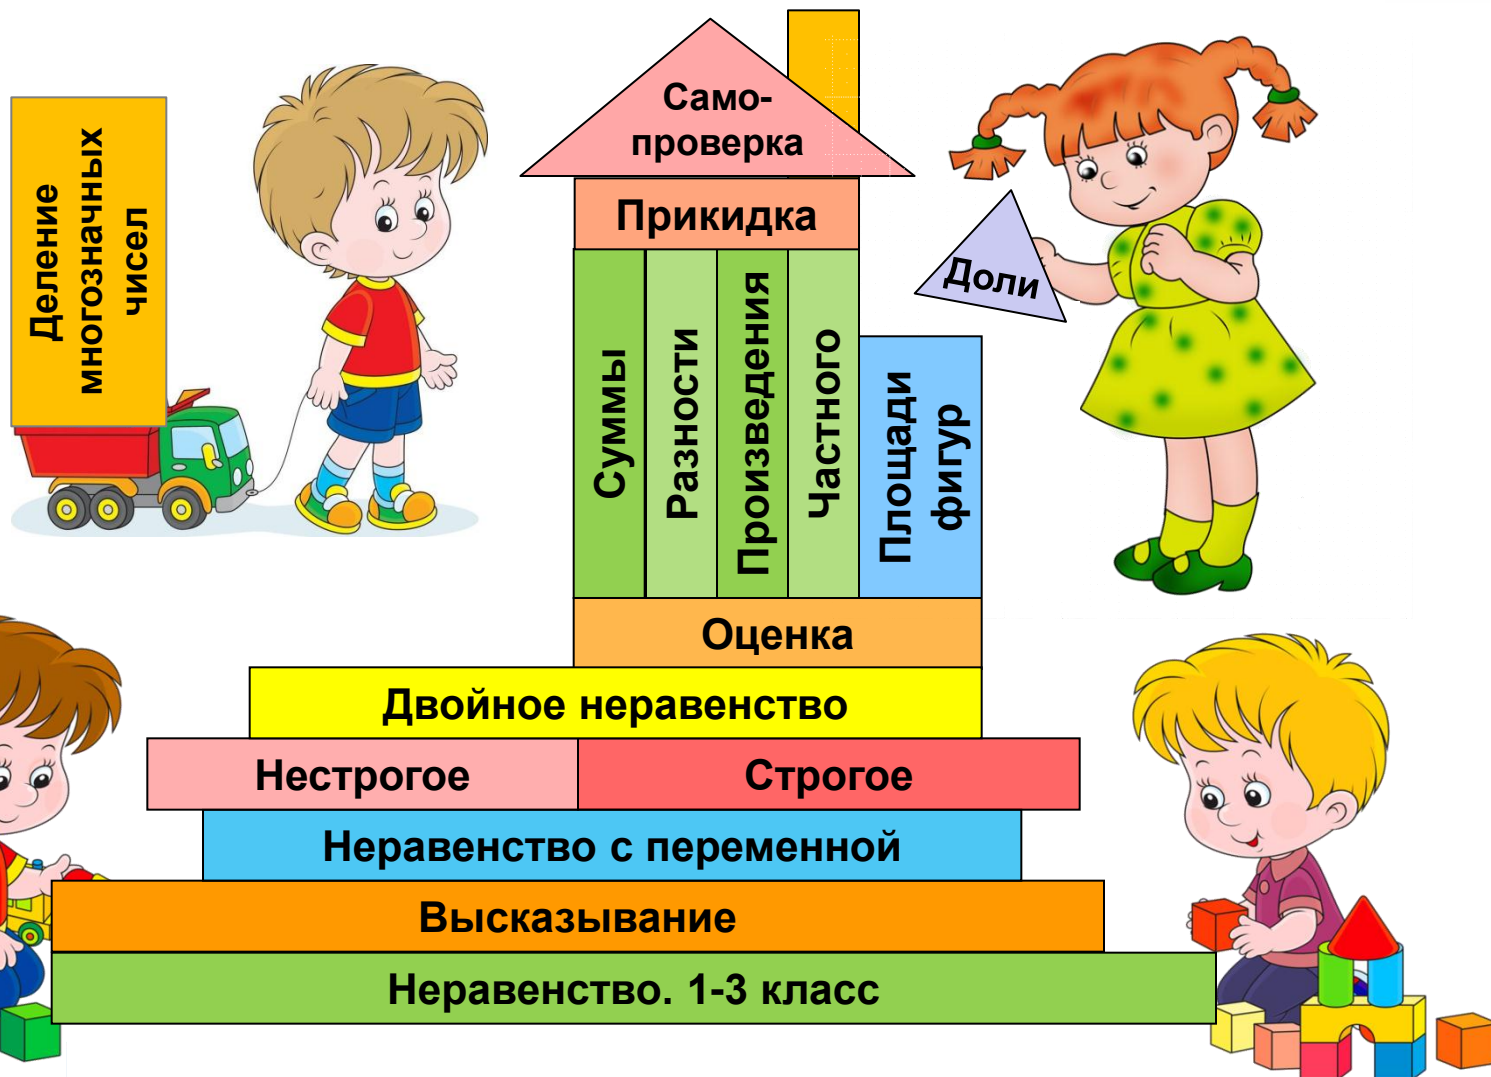 Деление
многозначных
чисел
Само-
проверка
Прикидка
Доли
Суммы
Разности
Произведения
Частного
Площади
фигур
Оценка
Двойное неравенство
Нестрогое
Строгое
Неравенство с переменной
Высказывание
Неравенство. 1-3 класс